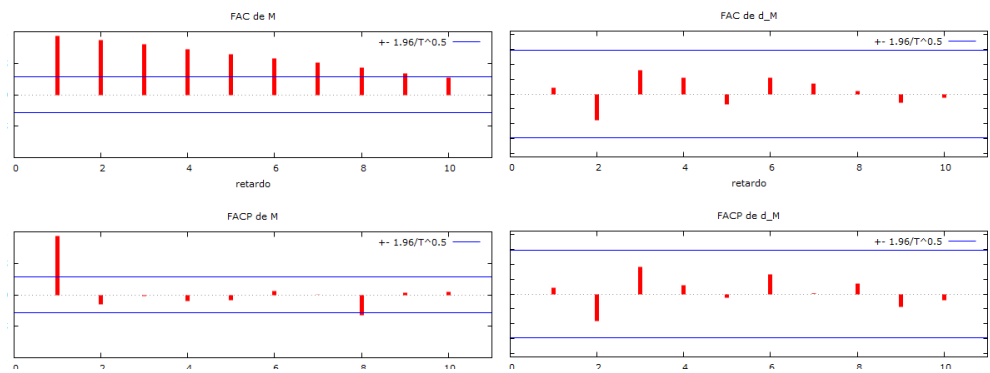 FAC de M
+- 1.96/T^0.5
0 2 4 6 8 10
retardo
FACP de M
+- 1.96/T^0.5
0 2 4 6 8 10
FAC de d_M
+- 1.96/T^0.5
0 2 4 6 8 10
retardo
FACP de d_M
+- 1.96/T^0.5
0 2 4 6 8 10